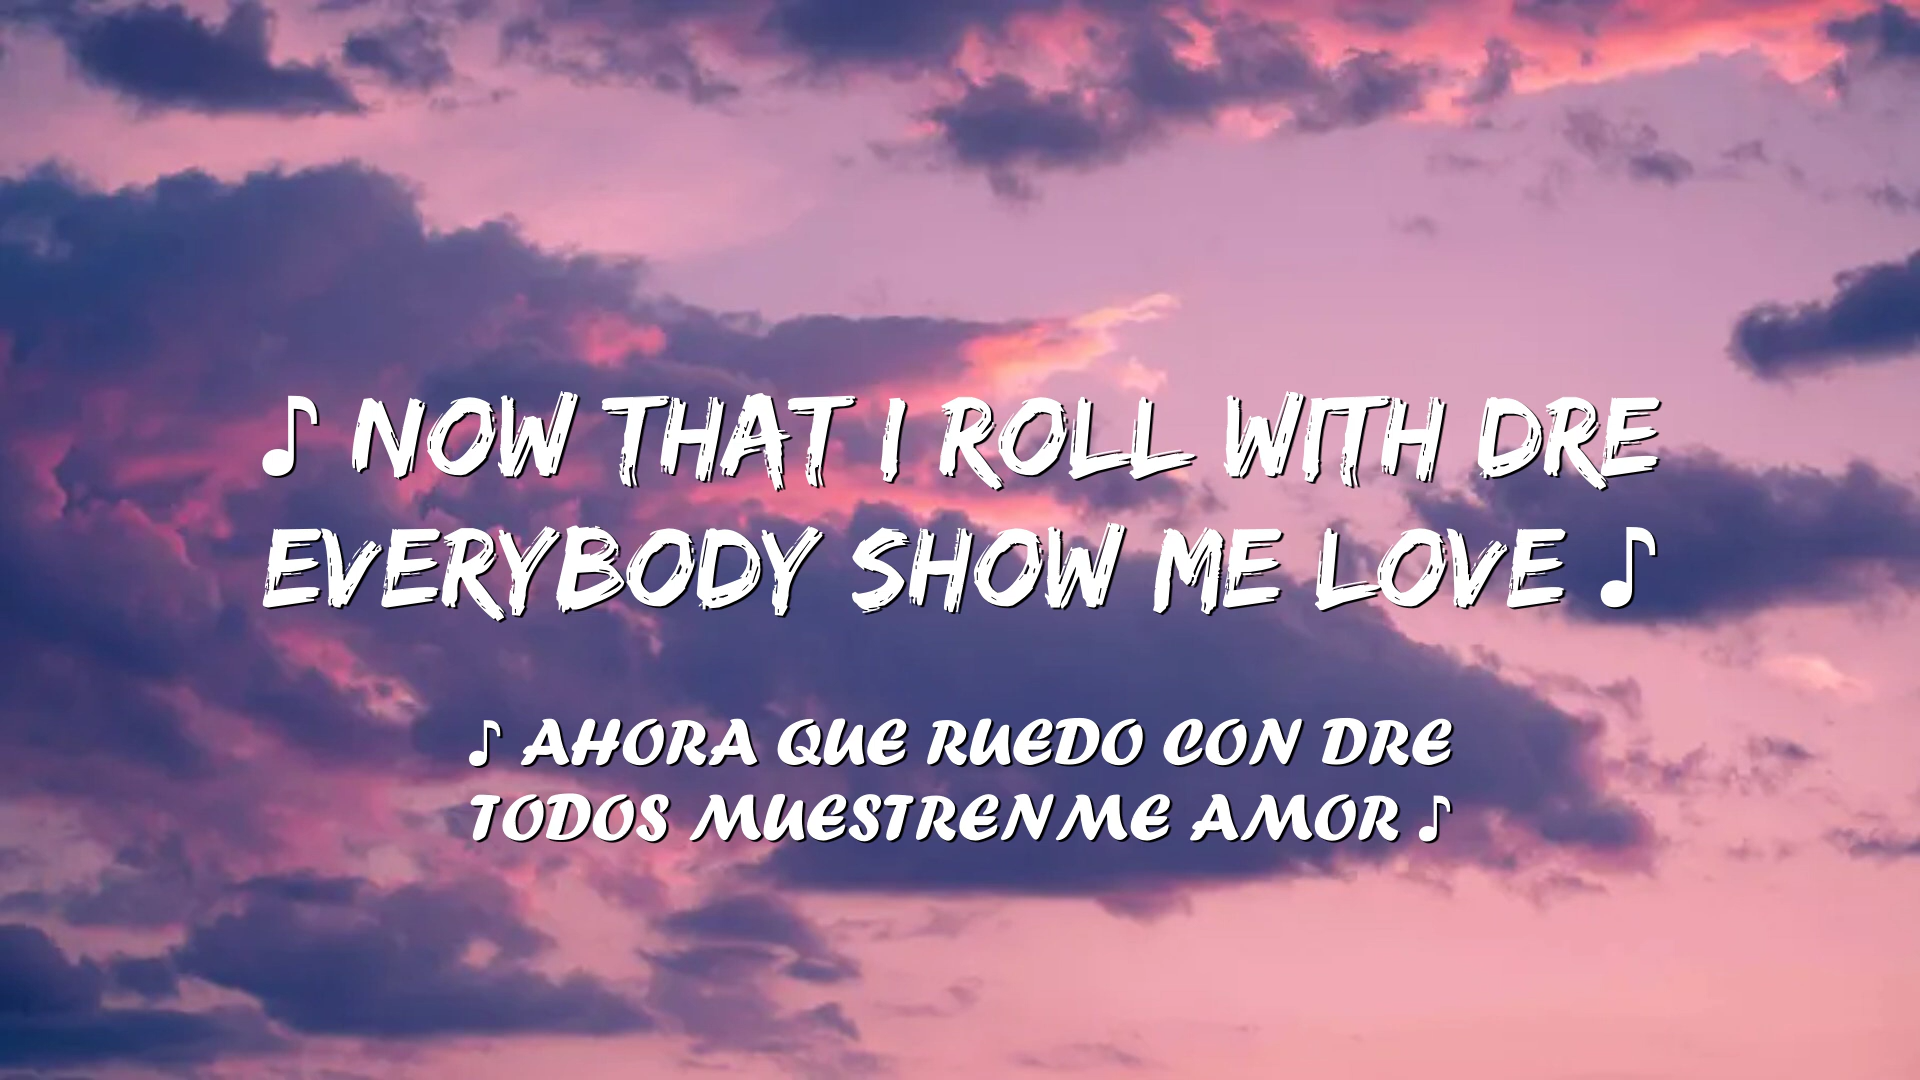 ♪ NOW THAT I ROLL WITH DRE
EVERYBODY SHOW ME LOVE ♪
♪ AHORA QUE RUEDO CON DRE
TODOS MUESTRENME AMOR ♪